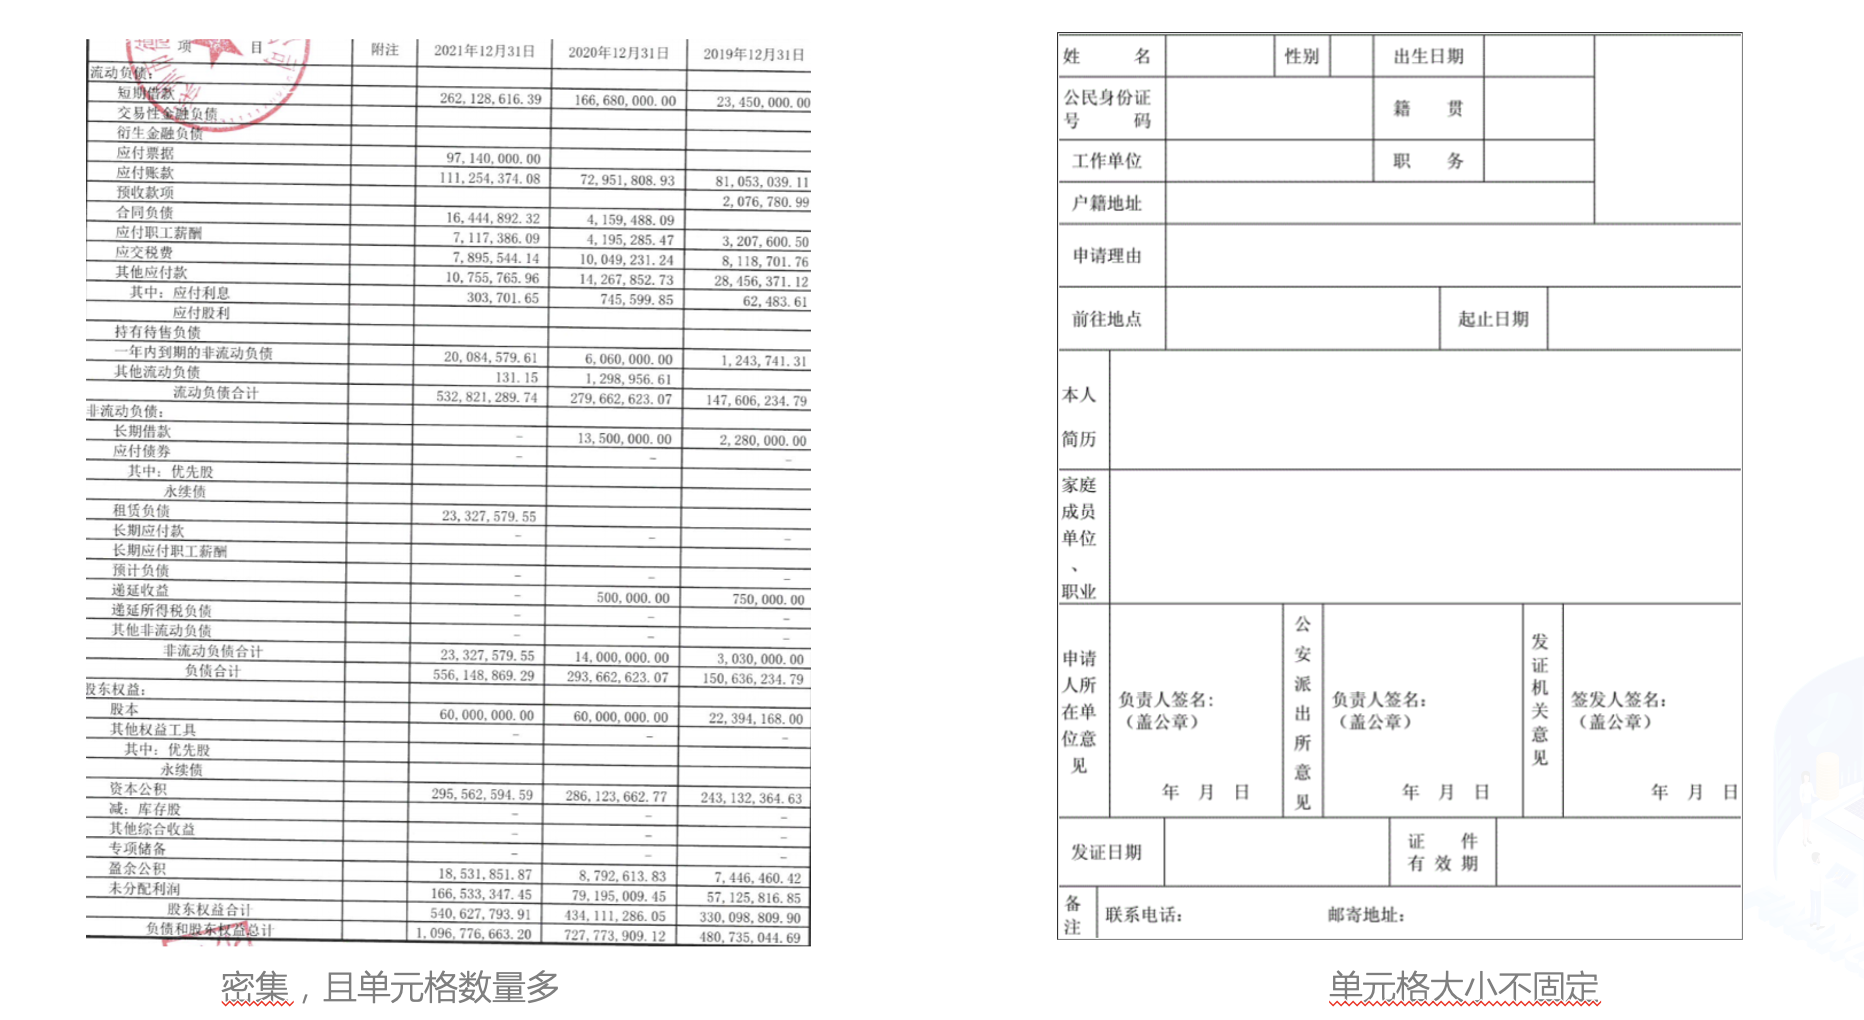 项 目 附注 2021年12月31日 2020年12月31日 2019年12月31日
流动负债：
短期借款 262,128,616.39 166,680,000.00 23,450,000.00
交易性金融负债
衍生金融负债
应付票据 97,140,000.00
应付账款 111,254,374.08 72,951,808.93 81,053,039.11
预收款项 2,076,780.99
合同负债 16,444,892.32 4,159,488.09
应付职工薪酬 7,117,386.09 4,195,285.47 3,207,600.50
应交税费 7,895,544.14 10,049,231.24 8,118,701.76
其他应付款 10,755,765.96 14,267,852.73 28,456,371.12
其中：应付利息 303,701.65 745,599.85 62,483.61
应付股利
持有待售负债
一年内到期的非流动负债 20,084,579.61 6,060,000.00 1,243,741.31
其他流动负债 131.15 1,298,956.61
流动负债合计 532,821,289.74 279,662,623.07 147,606,234.79
非流动负债：
长期借款 - 13,500,000.00 2,280,000.00
应付债券 - - -
其中：优先股
永续债
租赁负债 23,327,579.55
长期应付款 - - -
长期应付职工薪酬
预计负债 - - -
递延收益 - 500,000.00 750,000.00
递延所得税负债 - - -
其他非流动负债 - - -
非流动负债合计 23,327,579.55 14,000,000.00 3,030,000.00
负债合计 556,148,869.29 293,662,623.07 150,636,234.79
股东权益：
股本 60,000,000.00 60,000,000.00 22,394,168.00
其他权益工具 - - -
其中：优先股
永续债
资本公积 295,562,594.59 286,123,662.77 243,132,364.63
减：库存股 - - -
其他综合收益 - - -
专项储备 - - -
盈余公积 18,531,851.87 8,792,613.83 7,446,460.42
未分配利润 166,533,347.45 79,195,009.45 57,125,816.85
股东权益合计 540,627,793.91 434,111,286.05 330,098,809.90
负债和股东权益总计 1,096,776,663.20 727,773,909.12 480,735,044.69
密集，且单元格数量多
姓 名 性别 出生日期
公民身份证
号 码
籍 贯
工作单位 职 务
户籍地址
申请理由
前往地点 起止日期
本人
简历
家庭
成员
单位
、
职业
申请
人所
在单
位意
见
负责人签名：
（盖公章）
年 月 日
公
安
派
出
所
意
见
负责人签名：
（盖公章）
年 月 日
发
证
机
关
意
见
签发人签名：
（盖公章）
年 月 日
发证日期
证 件
有 效 期
备
注
联系电话： 邮寄地址：
单元格大小不固定